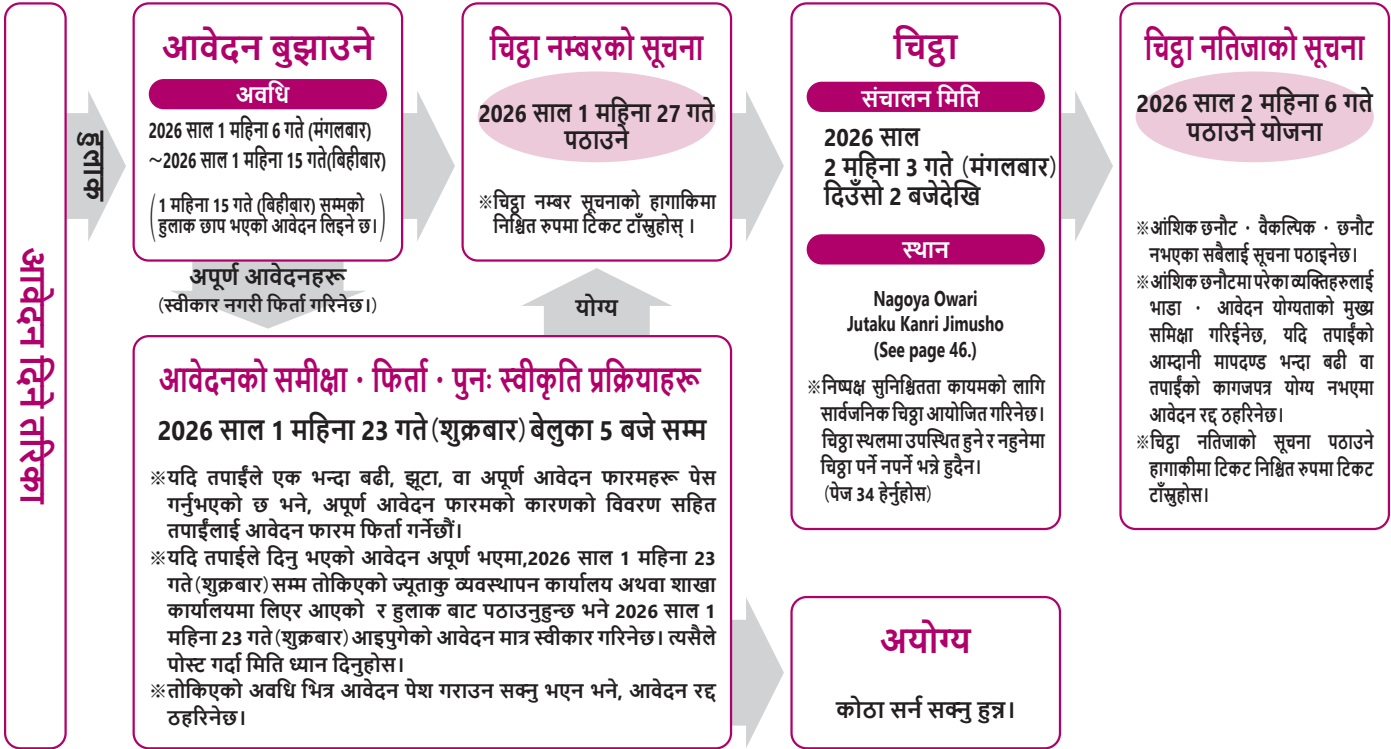 आवेदन दिने तरिका
हुलाक
आवेदन बुझाउने
अवधि
2026 साल 1 महिना 6 गते (मंगलबार)
~2026 साल 1 महिना 15 गते(बिहीबार)
(1 महिना 15 गते (बिहीबार) सम्मको
हुलाक छाप भएको आवेदन लिइने छ।)
अपूर्ण आवेदनहरू
(स्वीकार नगरी फिर्ता गरिनेछ।)
चिट्ठा नम्बरको सूचना
2026 साल 1 महिना 27 गते
पठाउने
※चिट्ठा नम्बर सूचनाको हागाकिमा
निश्चित रुपमा टिकट टाँस्नुहोस् ।
योग्य
आवेदनको समीक्षा・फिर्ता・पुनः स्वीकृति प्रक्रियाहरू
2026 साल 1 महिना 23 गते(शुक्रबार) बेलुका 5 बजे सम्म
※यदि तपाईंले एक भन्दा बढी, झूटा, वा अपूर्ण आवेदन फारमहरू पेस
गर्नुभएको छ भने, अपूर्ण आवेदन फारमको कारणको विवरण सहित
तपाईंलाई आवेदन फारम फिर्ता गर्नेछौं।
※यदि तपाईले दिनु भएको आवेदन अपूर्ण भएमा,2026 साल 1 महिना 23
गते(शुक्रबार) सम्म तोकिएको ज्यूताकु व्यवस्थापन कार्यालय अथवा शाखा
कार्यालयमा लिएर आएको र हुलाक बाट पठाउनुहुन्छ भने 2026 साल 1
महिना 23 गते(शुक्रबार) आइपुगेको आवेदन मात्र स्वीकार गरिनेछ। त्यसैले
पोस्ट गर्दा मिति ध्यान दिनुहोस।
※तोकिएको अवधि भित्र आवेदन पेश गराउन सक्नु भएन भने, आवेदन रद्द
ठहरिनेछ।
चिट्ठा
संचालन मिति
2026 साल
2 महिना 3 गते (मंगलबार)
दिउँसो 2 बजेदेखि
स्थान
Nagoya Owari
Jutaku Kanri Jimusho
(See page 46.)
※निष्पक्ष सुनिश्चितता कायमको लागि
सार्वजनिक चिठ्ठा आयोजित गरिनेछ।
चिठ्ठा स्थलमा उपस्थित हुने र नहुनेमा
चिठ्ठा पर्ने नपर्ने भन्ने हुदैन।
(पेज 34 हेर्नुहोस)
चिट्ठा नतिजाको सूचना
2026 साल 2 महिना 6 गते
पठाउने योजना
※आंशिक छनौट・वैकल्पिक・छनौट
नभएका सबैलाई सूचना पठाइनेछ।
※आंशिक छनौटमा परेका व्यक्तिहरुलाई
भाडा・आवेदन योग्यताको मुख्य
समिक्षा गरिईनेछ, यदि तपाईंको
आम्दानी मापदण्ड भन्दा बढी वा
तपाईंको कागजपत्र योग्य नभएमा
आवेदन रद्द ठहरिनेछ।
※चिट्ठा नतिजाको सूचना पठाउने
हागाकीमा टिकट निश्चित रुपमा टिकट
टाँस्नुहोस।
अयोग्य
कोठा सर्न सक्नु हुन्न।